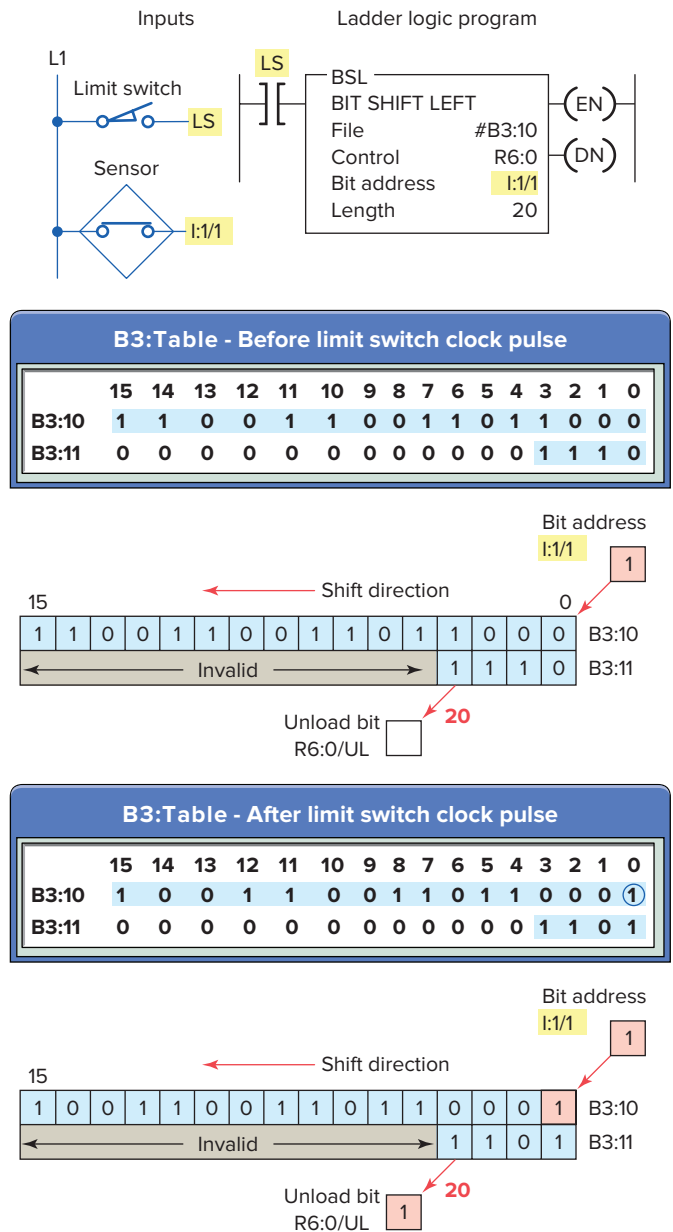 Inputs
Ladder logic program
L1
Limit switch
LS
Sensor
I:1/1
LS
BSL
BIT SHIFT LEFT
File #B3:10
Control R6:0
Bit address I:1/1
Length 20
EN
DN
B3:Table - Before limit switch clock pulse
15 14 13 12 11 10 9 8 7 6 5 4 3 2 1 0
B3:10 1 1 0 0 1 1 0 0 1 1 0 1 1 0 0 0
B3:11 0 0 0 0 0 0 0 0 0 0 0 0 1 1 1 0
Bit address
I:1/1
1
Shift direction
15 0
1 1 0 0 1 1 0 0 1 1 0 1 1 0 0 0 B3:10
Invalid 1 1 1 0 B3:11
20
Unload bit
R6:0/UL
B3:Table - After limit switch clock pulse
15 14 13 12 11 10 9 8 7 6 5 4 3 2 1 0
B3:10 1 0 0 1 1 0 0 1 1 0 1 1 0 0 0 1
B3:11 0 0 0 0 0 0 0 0 0 0 0 0 1 1 0 1
Bit address
I:1/1
1
Shift direction
15
1 0 0 1 1 0 0 1 1 0 1 1 0 0 0 1 B3:10
Invalid 1 1 0 1 B3:11
20
Unload bit
R6:0/UL
1